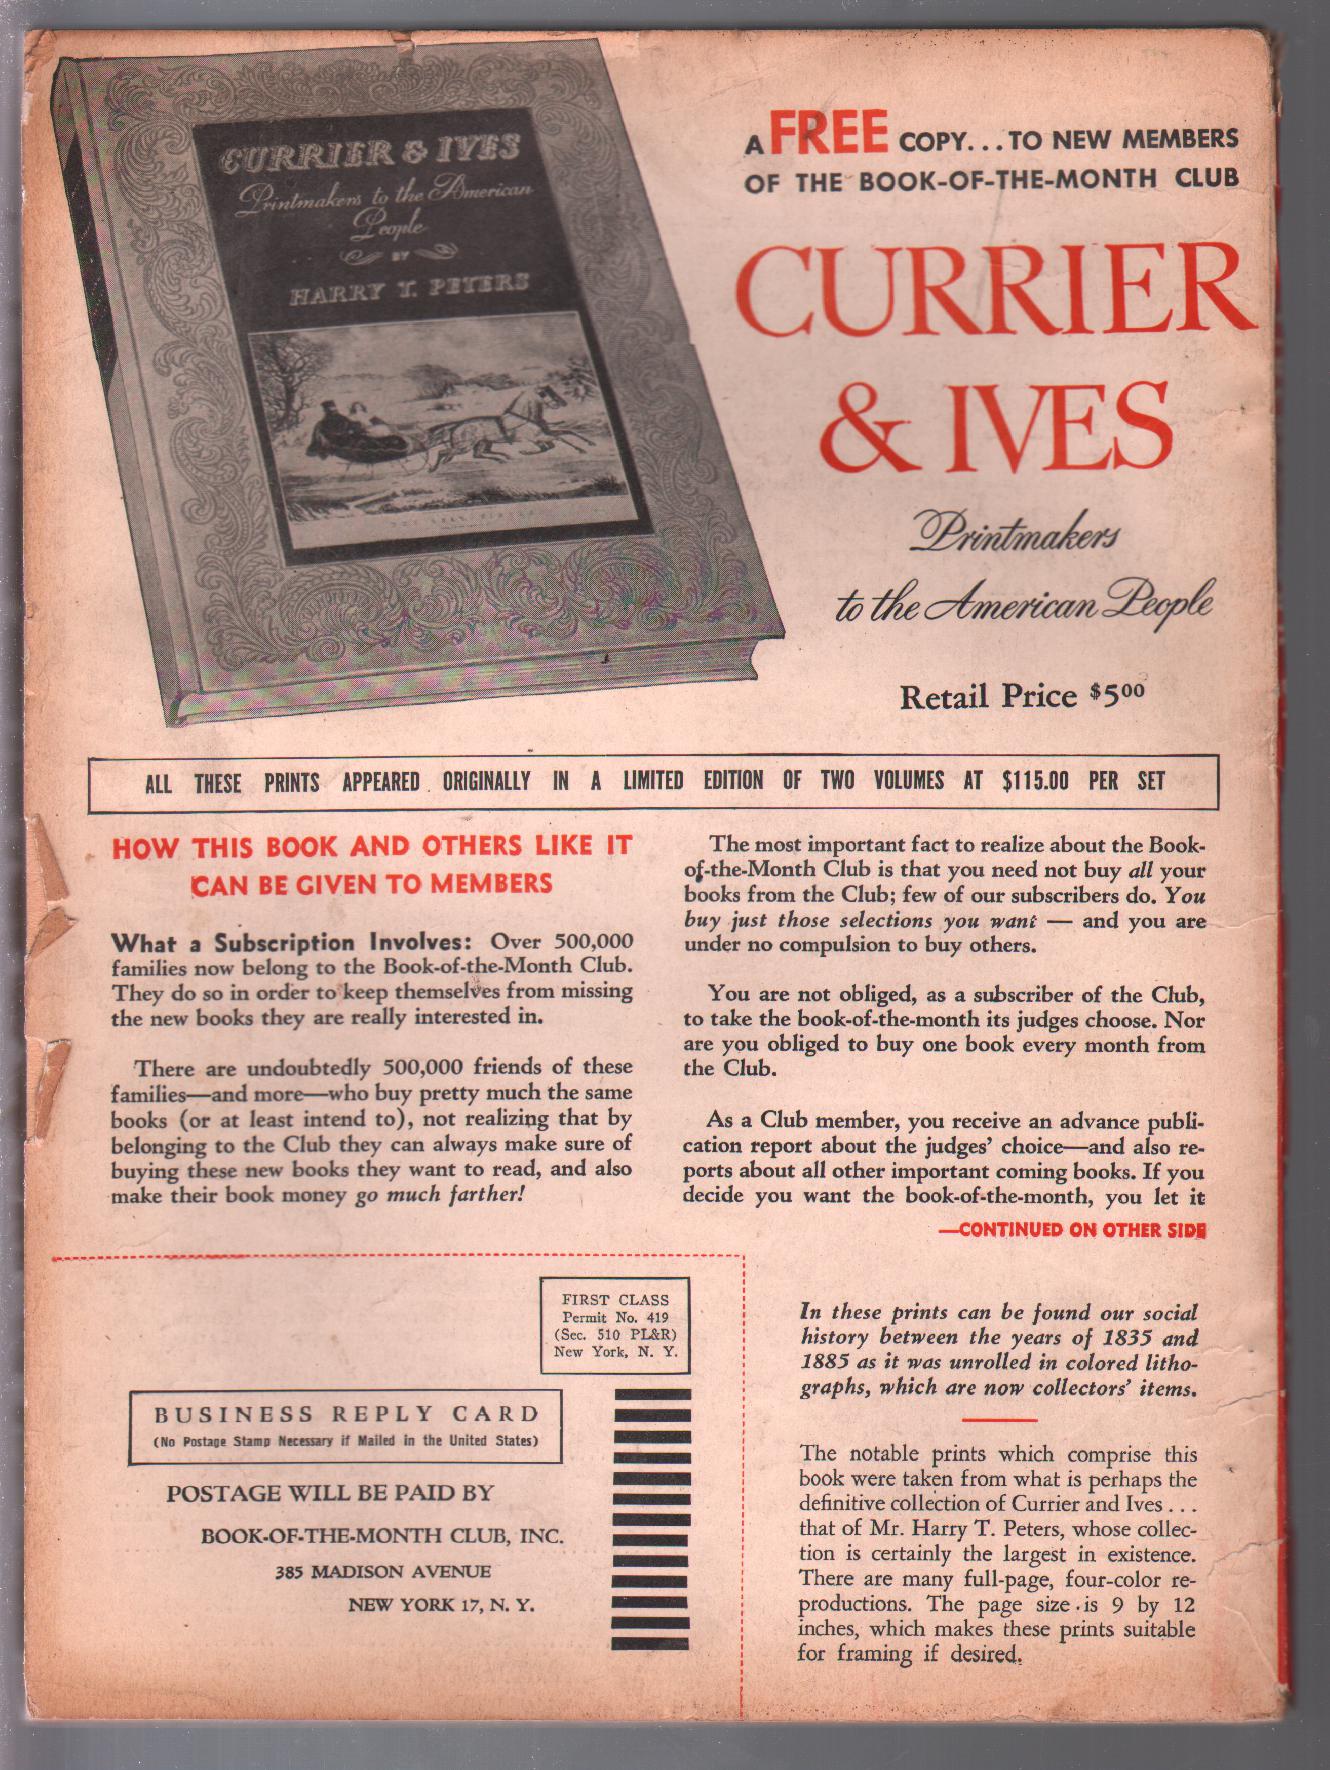 CURRIER & IVES
Printmakers to the American
People
BY
HARRY T. PETERS
A FREE COPY... TO NEW MEMBERS
OF THE BOOK-OF-THE-MONTH CLUB
CURRIER
& IVES
Printmakers
to the American People
Retail Price $5⁰⁰
ALL THESE PRINTS APPEARED ORIGINALLY IN A LIMITED EDITION OF TWO VOLUMES AT $115.00 PER SET
HOW THIS BOOK AND OTHERS LIKE IT
CAN BE GIVEN TO MEMBERS
What a Subscription Involves: Over 500,000
families now belong to the Book-of-the-Month Club.
They do so in order to keep themselves from missing
the new books they are really interested in.
There are undoubtedly 500,000 friends of these
families—and more—who buy pretty much the same
books (or at least intend to), not realizing that by
belonging to the Club they can always make sure of
buying these new books they want to read, and also
make their book money go much farther!
The most important fact to realize about the Book-
of-the-Month Club is that you need not buy all your
books from the Club; few of our subscribers do. You
buy just those selections you want — and you are
under no compulsion to buy others.
You are not obliged, as a subscriber of the Club,
to take the book-of-the-month its judges choose. Nor
are you obliged to buy one book every month from
the Club.
As a Club member, you receive an advance publi-
cation report about the judges' choice—and also re-
ports about all other important coming books. If you
decide you want the book-of-the-month, you let it
—CONTINUED ON OTHER SIDE
FIRST CLASS
Permit No. 419
(Sec. 510 PL&R)
New York, N. Y.
BUSINESS REPLY CARD
(No Postage Stamp Necessary if Mailed in the United States)
POSTAGE WILL BE PAID BY
BOOK-OF-THE-MONTH CLUB, INC.
385 MADISON AVENUE
NEW YORK 17, N. Y.
In these prints can be found our social
history between the years of 1835 and
1885 as it was unrolled in colored litho-
graphs, which are now collectors' items.
The notable prints which comprise this
book were taken from what is perhaps the
definitive collection of Currier and Ives . . .
that of Mr. Harry T. Peters, whose collec-
tion is certainly the largest in existence.
There are many full-page, four-color re-
productions. The page size is 9 by 12
inches, which makes these prints suitable
for framing if desired.